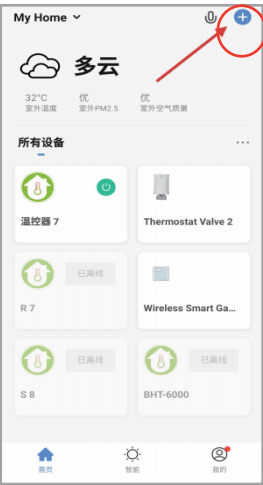 My Home
多云
32°C 优 优
室外温度 室外PM2.5 室外空气质量
所有设备 ...
温控器 7 Thermostat Valve 2
已离线
R 7 Wireless Smart Ga...
已离线 已离线
S 8 BHT-6000
首页 智能 我的